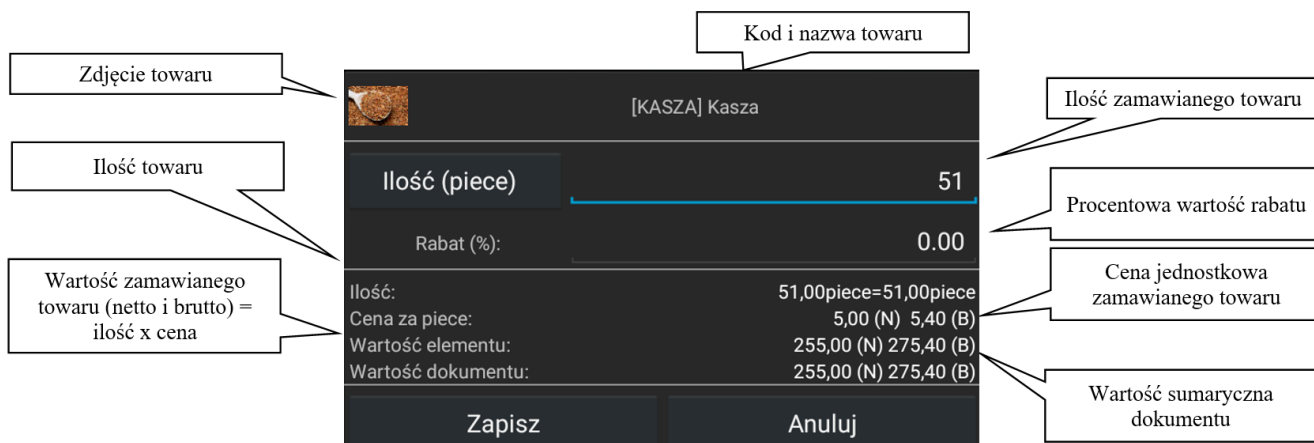 Kod i nazwa towaru
Zdjęcie towaru
[KASZA] Kasza
Ilość zamawianego towaru
Ilość towaru
Ilość (piece)
51
Procentowa wartość rabatu
Rabat (%):
0.00
Wartość zamawianego
towaru (netto i brutto) =
ilość x cena
Cena jednostkowa
zamawianego towaru
Ilość:
51,00piece=51,00piece
Cena za piece:
5,00 (N) 5,40 (B)
Wartość elementu:
255,00 (N) 275,40 (B)
Wartość dokumentu:
255,00 (N) 275,40 (B)
Wartość sumaryczna
dokumentu
Zapisz
Anuluj